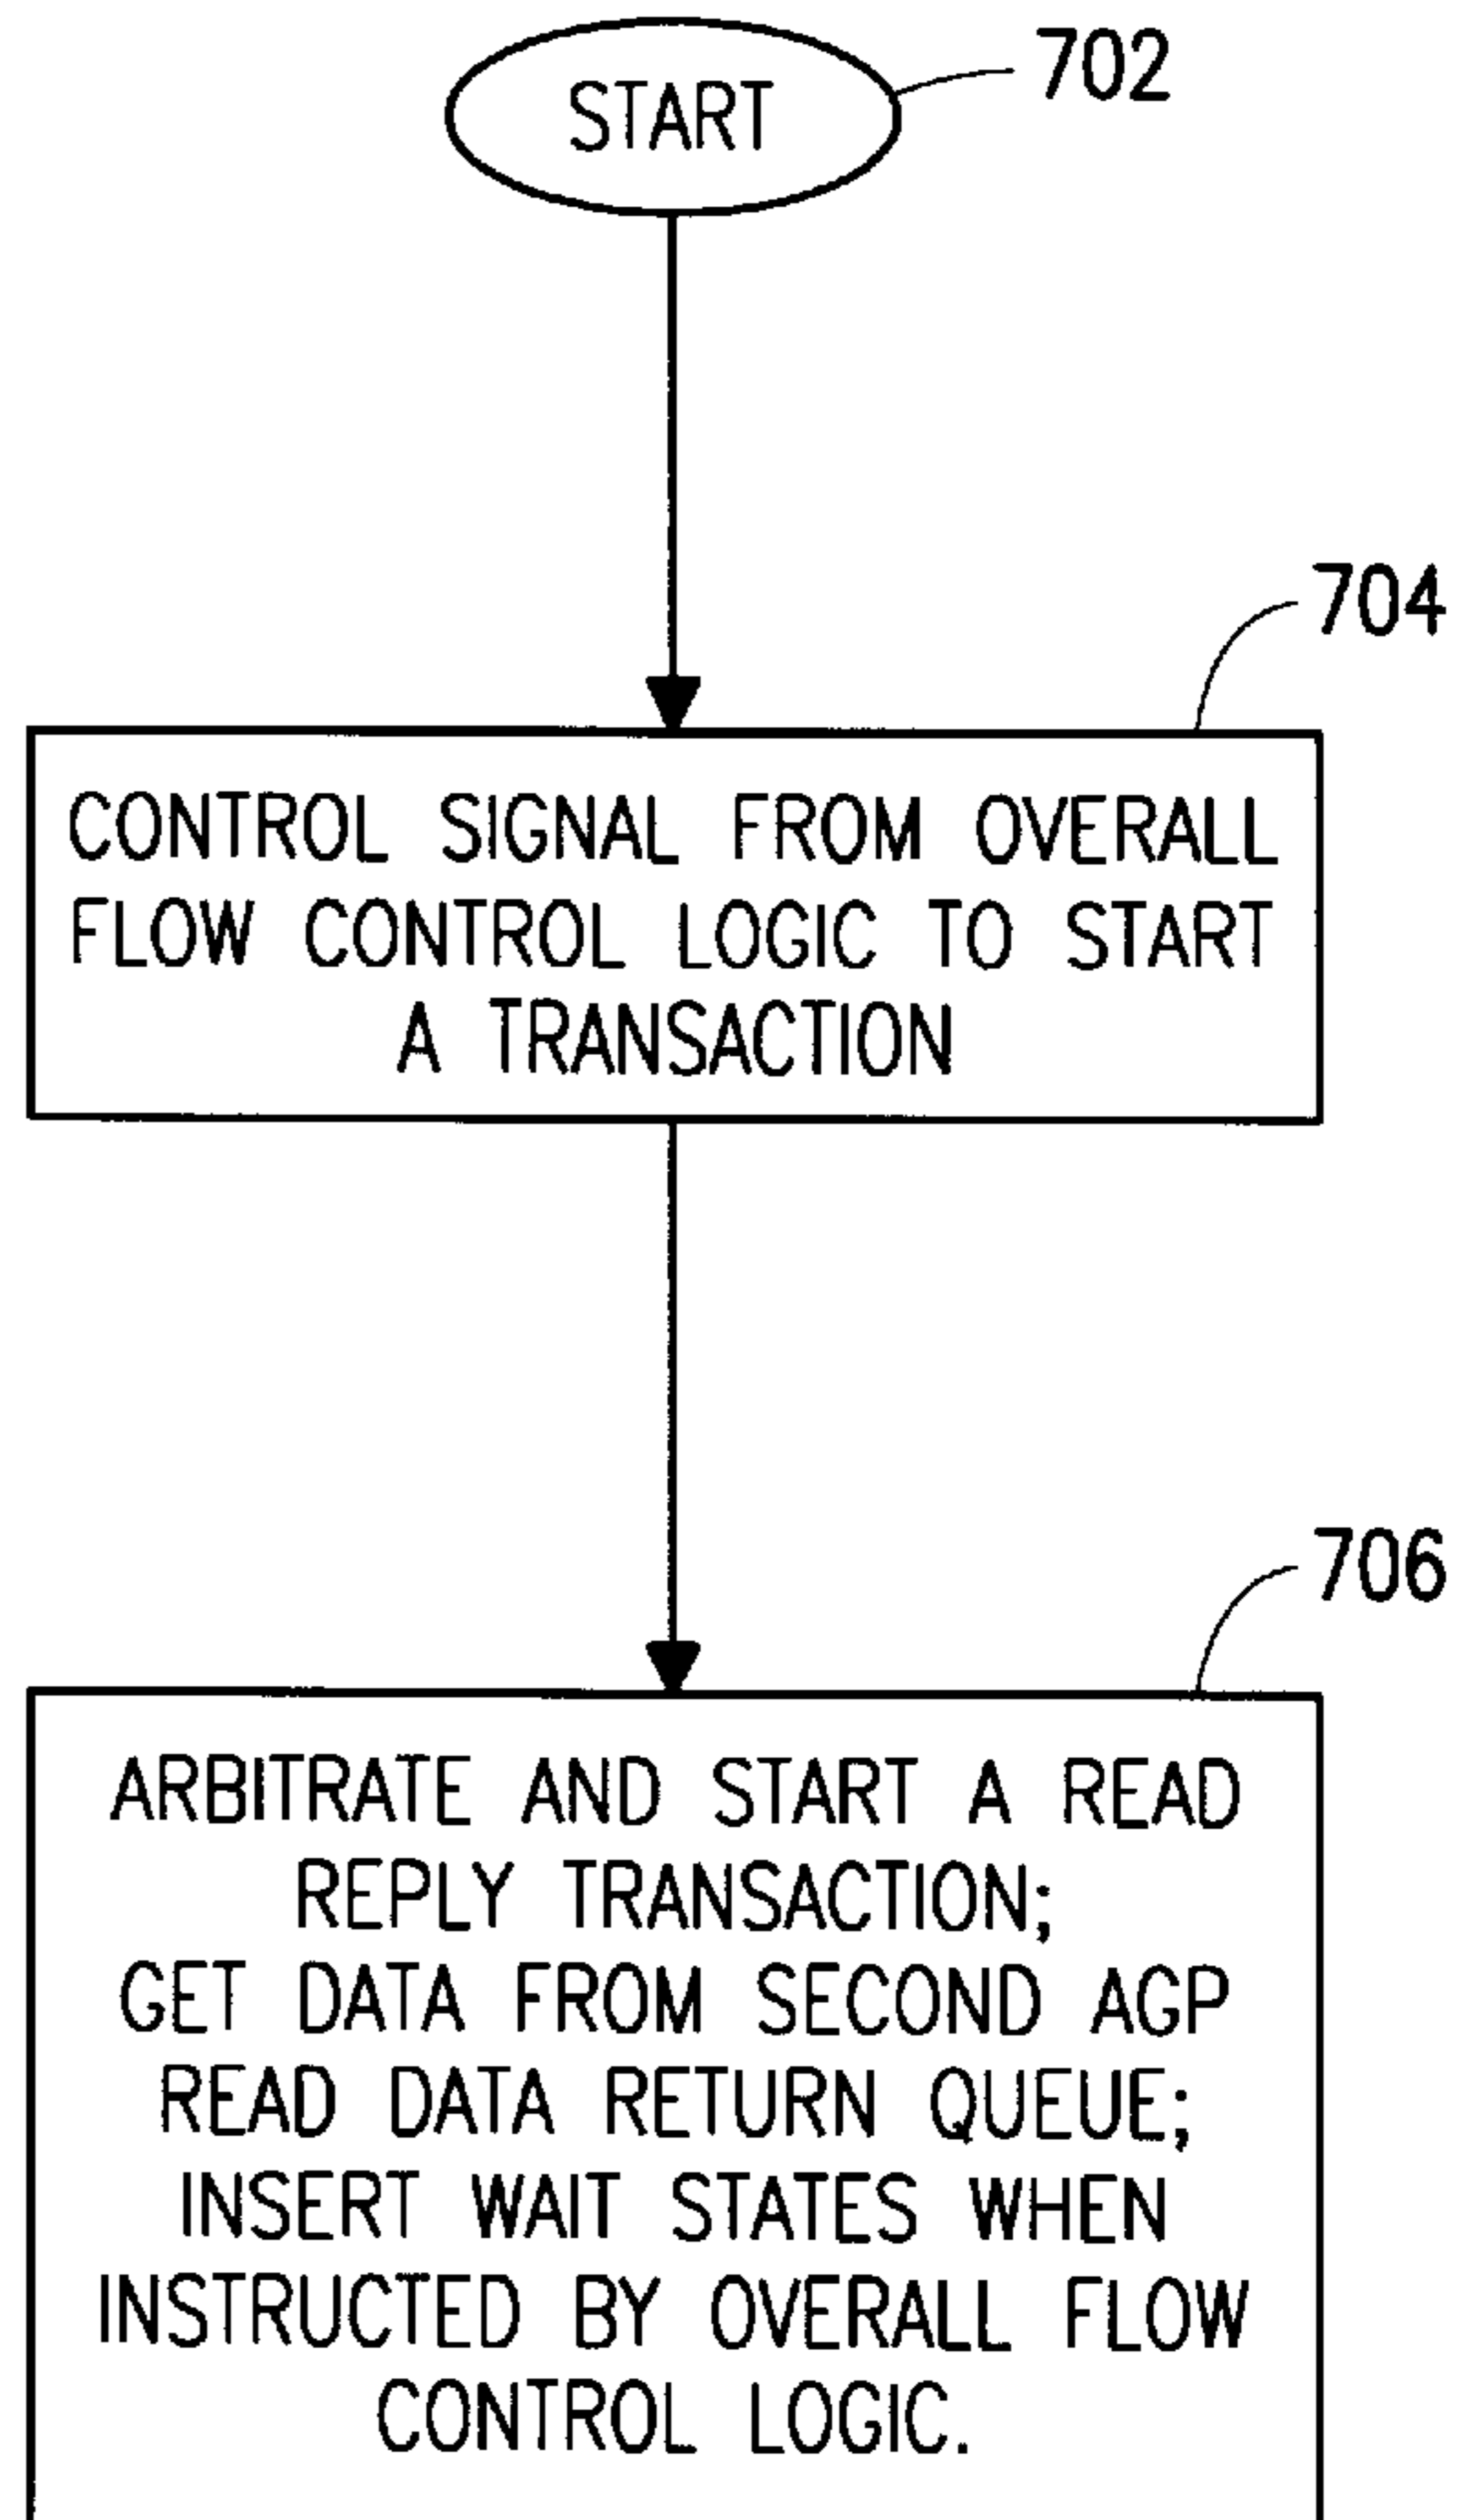 START
702
704
CONTROL SIGNAL FROM OVERALL
FLOW CONTROL LOGIC TO START
A TRANSACTION
706
ARBITRATE AND START A READ
REPLY TRANSACTION;
GET DATA FROM SECOND AGP
READ DATA RETURN QUEUE;
INSERT WAIT STATES WHEN
INSTRUCTED BY OVERALL FLOW
CONTROL LOGIC.